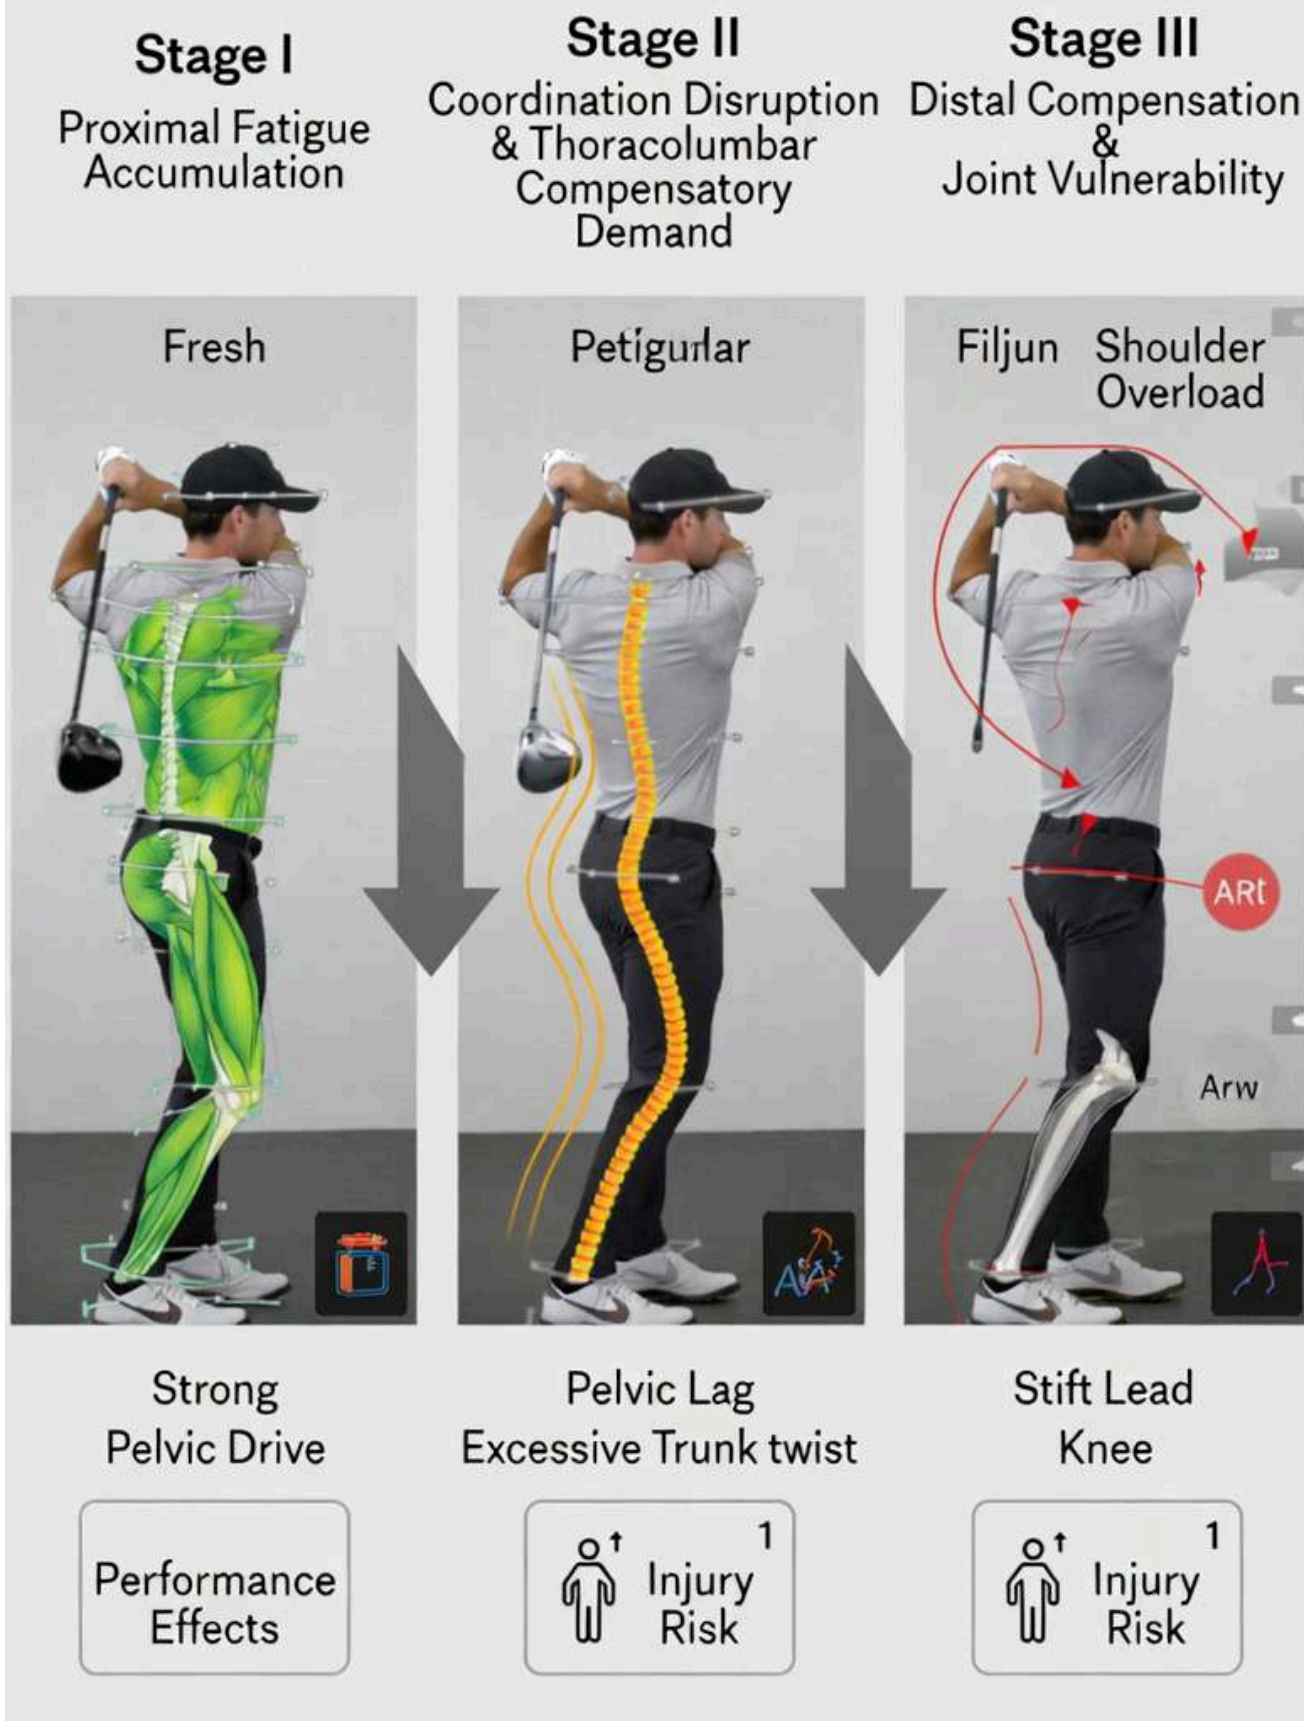 Stage I
Proximal Fatigue
Accumulation
Stage II
Coordination Disruption
& Thoracolumbar
Compensatory
Demand
Stage III
Distal Compensation
&
Joint Vulnerability
Fresh
Filjun
Shoulder
Overload
ARt
Arw
Strong
Pelvic Drive
Pelvic Lag
Excessive Trunk twist
Stift Lead
Knee
Performance
Effects
1
Injury
Risk
1
Injury
Risk